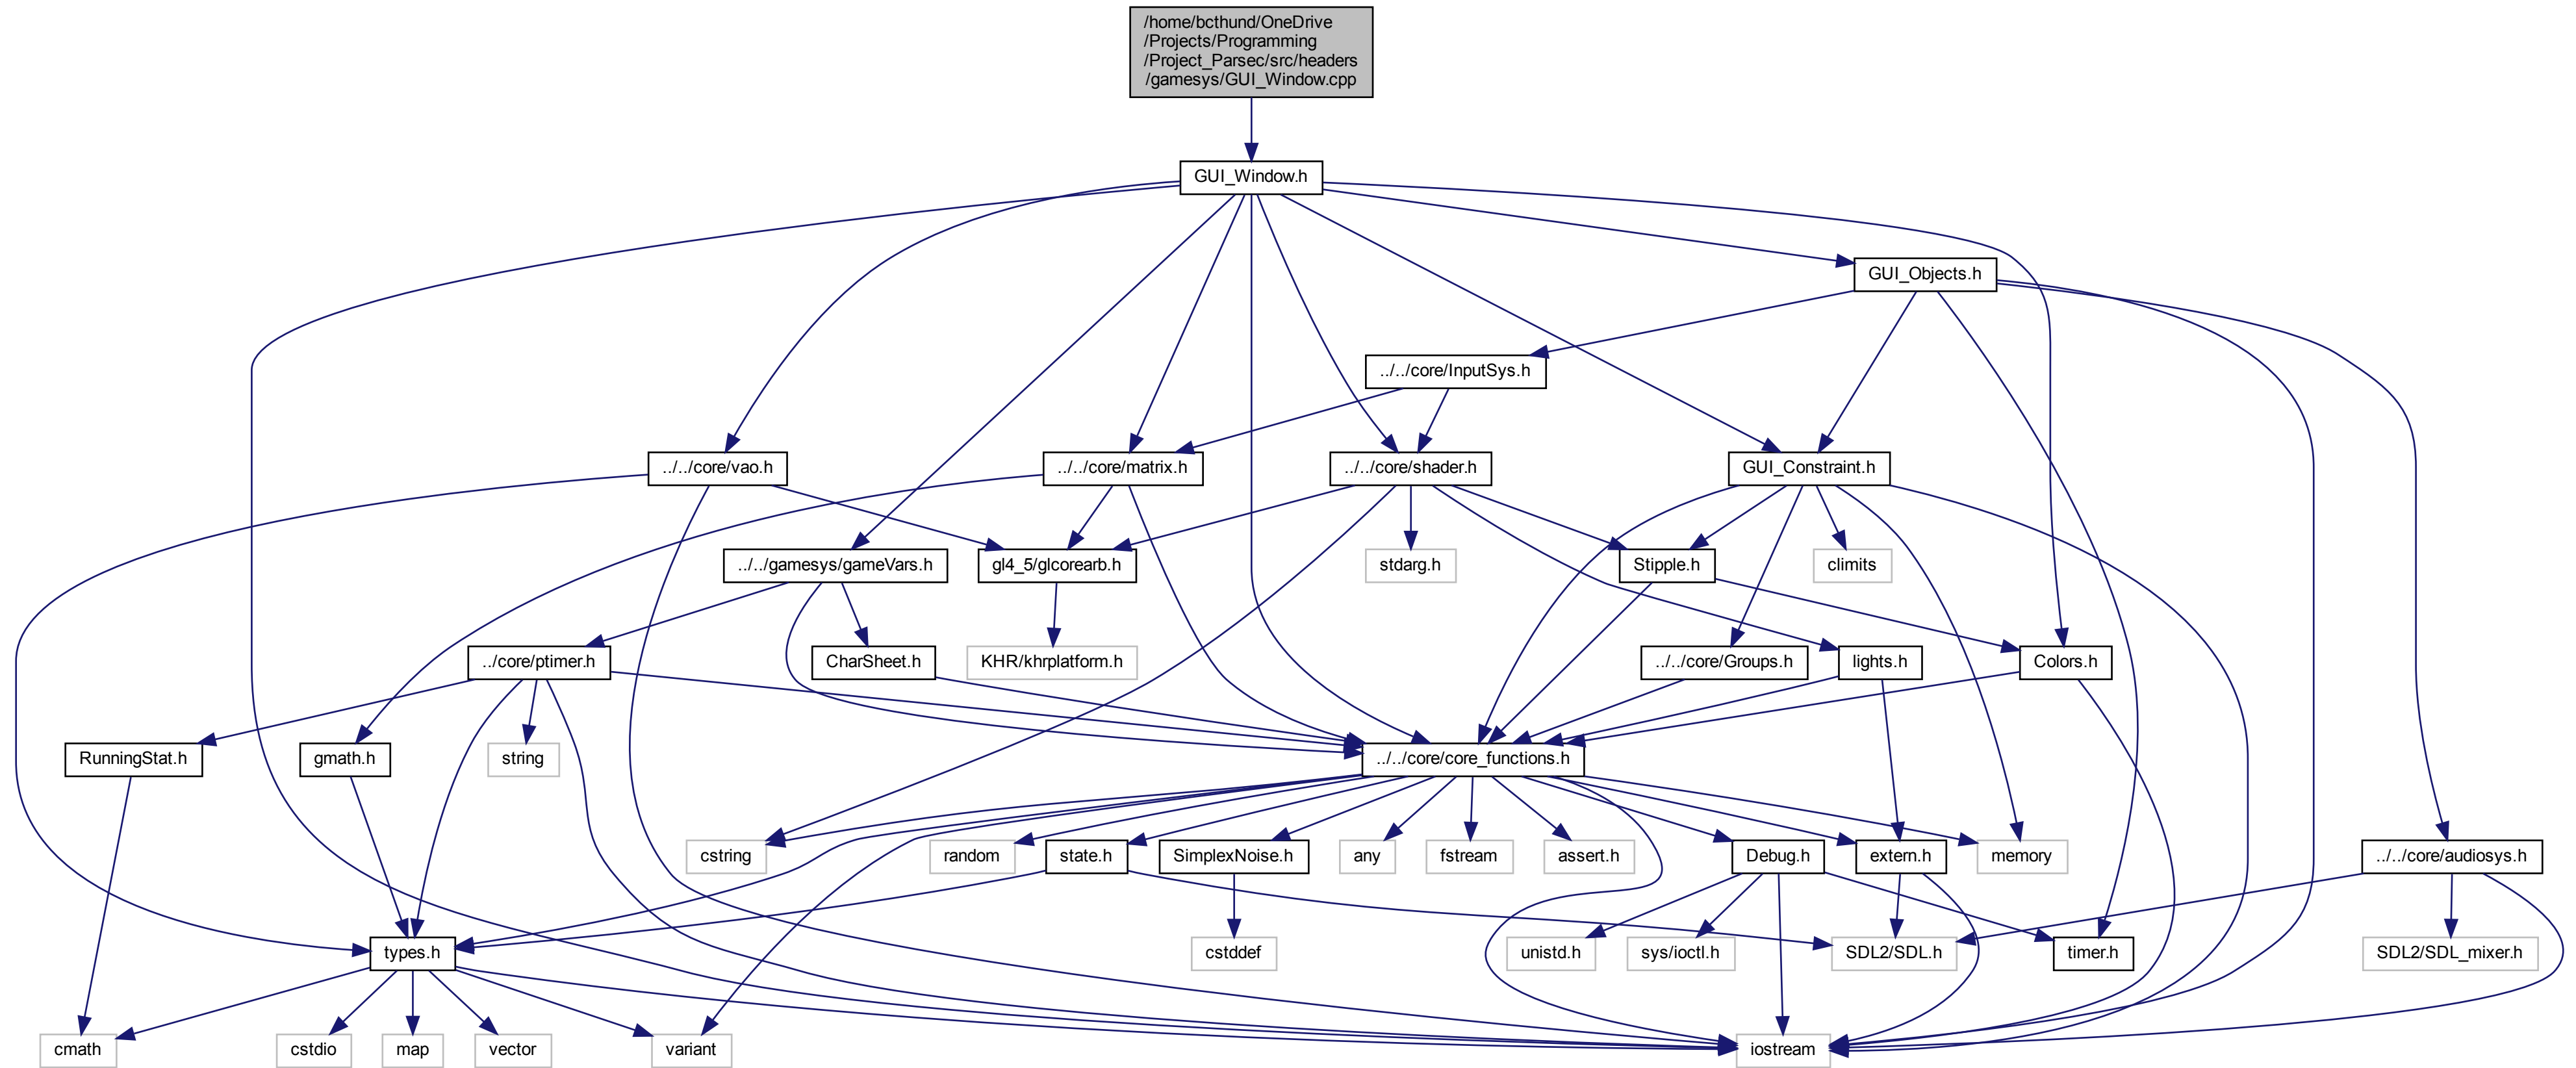 /home/bcthund/OneDrive
/Projects/Programming
/Project_Parsec/src/headers
/gamesys/GUI_Window.cpp
GUI_Window.h
GUI_Objects.h
../../core/InputSys.h
../../core/vao.h
../../core/matrix.h
../../core/shader.h
GUI_Constraint.h
../../gamesys/gameVars.h
gl4_5/glcorearb.h
stdarg.h
Stipple.h
climits
../core/ptimer.h
CharSheet.h
KHR/khrplatform.h
../../core/Groups.h
lights.h
Colors.h
RunningStat.h
gmath.h
string
../../core/core_functions.h
cstring
random
state.h
SimplexNoise.h
any
fstream
assert.h
Debug.h
extern.h
memory
../../core/audiosys.h
types.h
cstddef
unistd.h
sys/ioctl.h
SDL2/SDL.h
timer.h
SDL2/SDL_mixer.h
cmath
cstdio
map
vector
variant
iostream